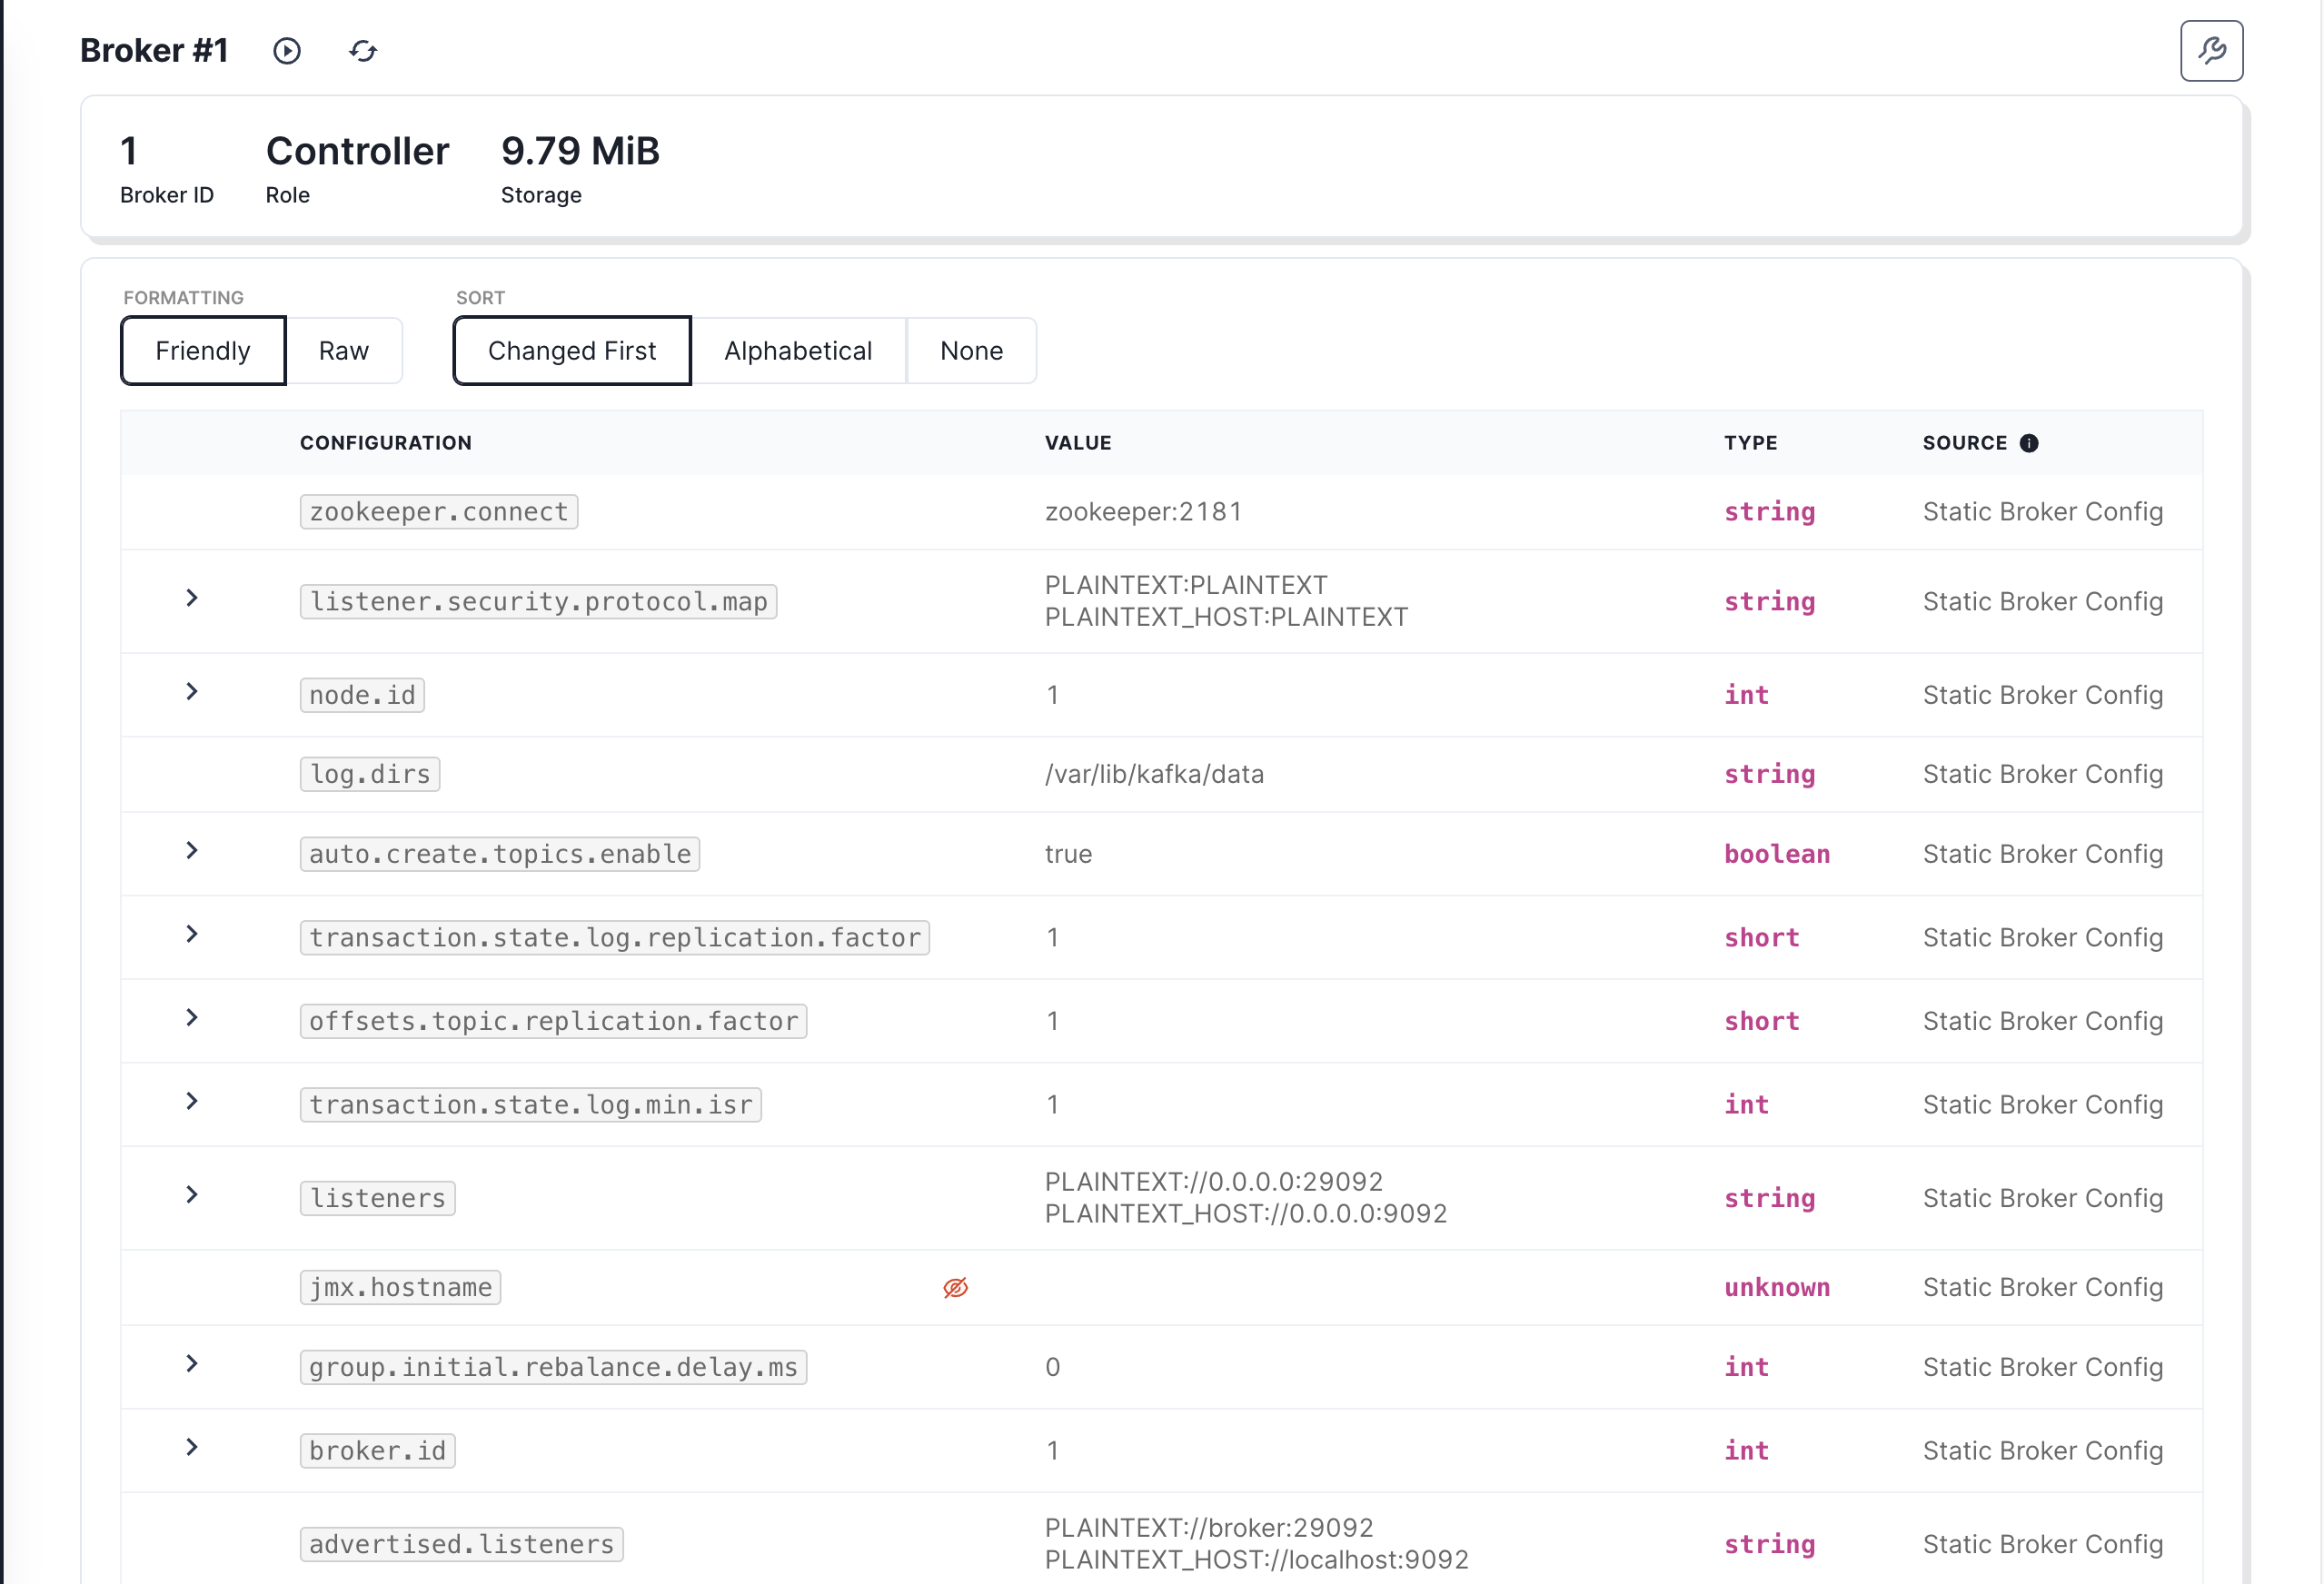 Broker #1
1 Controller 9.79 MiB
Broker ID Role Storage
FORMATTING SORT
Friendly Raw Changed First Alphabetical None
CONFIGURATION VALUE TYPE SOURCE
zookeeper.connect zookeeper:2181 string Static Broker Config
listener.security.protocol.map PLAINTEXT:PLAINTEXT string Static Broker Config
PLAINTEXT_HOST:PLAINTEXT
node.id 1 int Static Broker Config
log.dirs /var/lib/kafka/data string Static Broker Config
auto.create.topics.enable true boolean Static Broker Config
transaction.state.log.replication.factor 1 short Static Broker Config
offsets.topic.replication.factor 1 short Static Broker Config
transaction.state.log.min.isr 1 int Static Broker Config
listeners PLAINTEXT://0.0.0.0:29092 string Static Broker Config
PLAINTEXT_HOST://0.0.0.0:9092
jmx.hostname unknown Static Broker Config
group.initial.rebalance.delay.ms 0 int Static Broker Config
broker.id 1 int Static Broker Config
advertised.listeners PLAINTEXT://broker:29092 string Static Broker Config
PLAINTEXT_HOST://localhost:9092